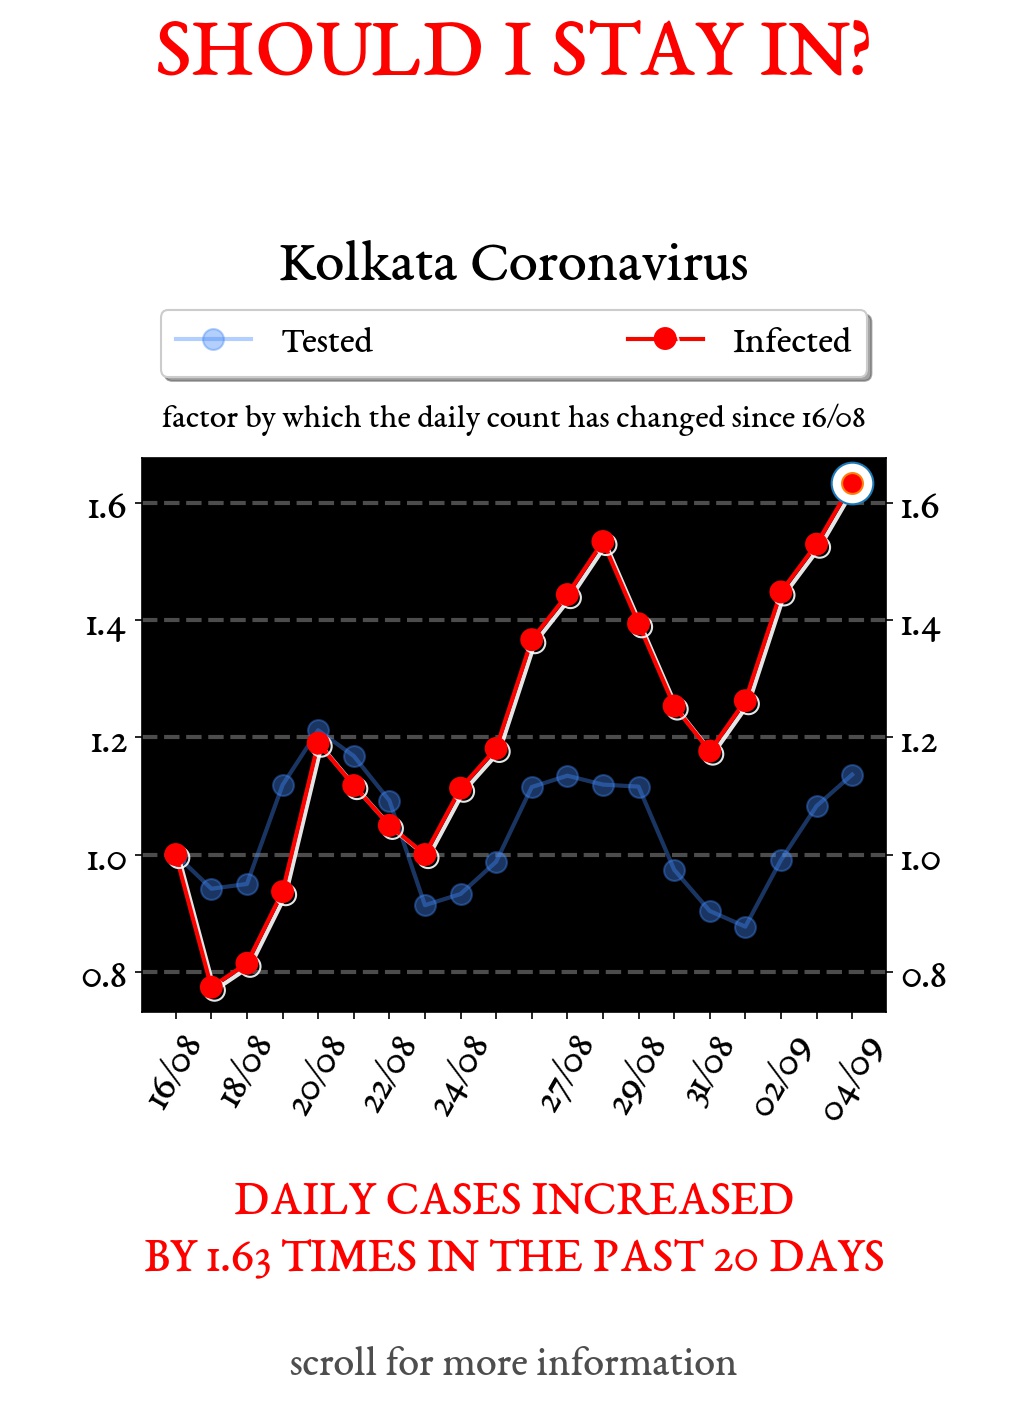 SHOULD I STAY IN?
Kolkata Coronavirus
Tested Infected
factor by which the daily count has changed since 16/08
1.6 1.6
1.4 1.4
1.2 1.2
1.0 1.0
0.8 0.8
16/08 18/08 20/08 22/08 24/08 27/08 29/08 31/08 02/09 04/09
DAILY CASES INCREASED
BY 1.63 TIMES IN THE PAST 20 DAYS
scroll for more information